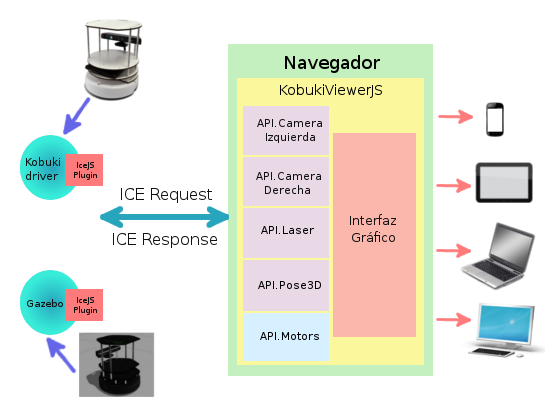 Navegador
KobukiViewerJS
API.Camera
Izquierda
API.Camera
Derecha
API.Laser
API.Pose3D
API.Motors
Interfaz
Gráfico
Kobuki
driver
IceJS
Plugin
ICE Request
ICE Response
Gazebo
IceJS
Plugin